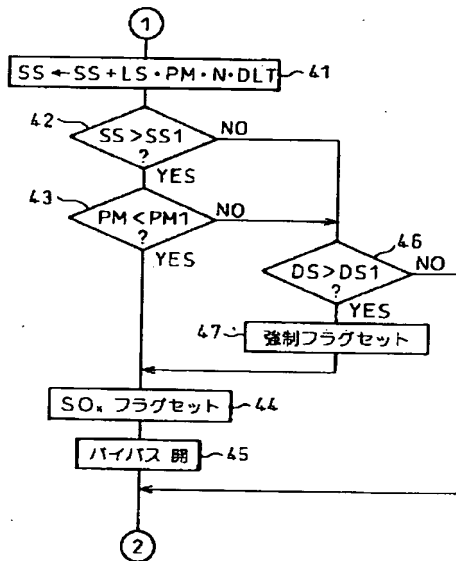 1
SS←SS+LS・PM・N・DLT
41
42
SS>SS1
?
NO
YES
43
PM<PM1
?
NO
YES
46
DS>DS1
?
NO
YES
47
強制フラグセット
SOx フラグセット
44
バイパス 開
45
2